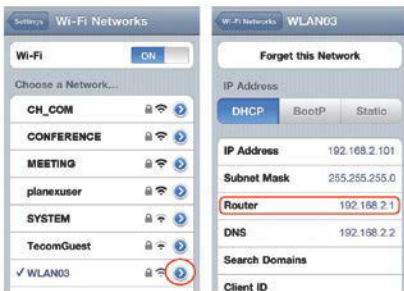 Settings Wi-Fi Networks
Wi-Fi ON
Choose a Network...
CH_COM
CONFERENCE
MEETING
planexuser
SYSTEM
TecomGuest
✓ WLAN03
Wi-Fi Networks WLAN03
Forget this Network
IP Address
DHCP BootP Static
IP Address 192.168.2.101
Subnet Mask 255.255.255.0
Router 192.168.2.1
DNS 192.168.2.2
Search Domains
Client ID